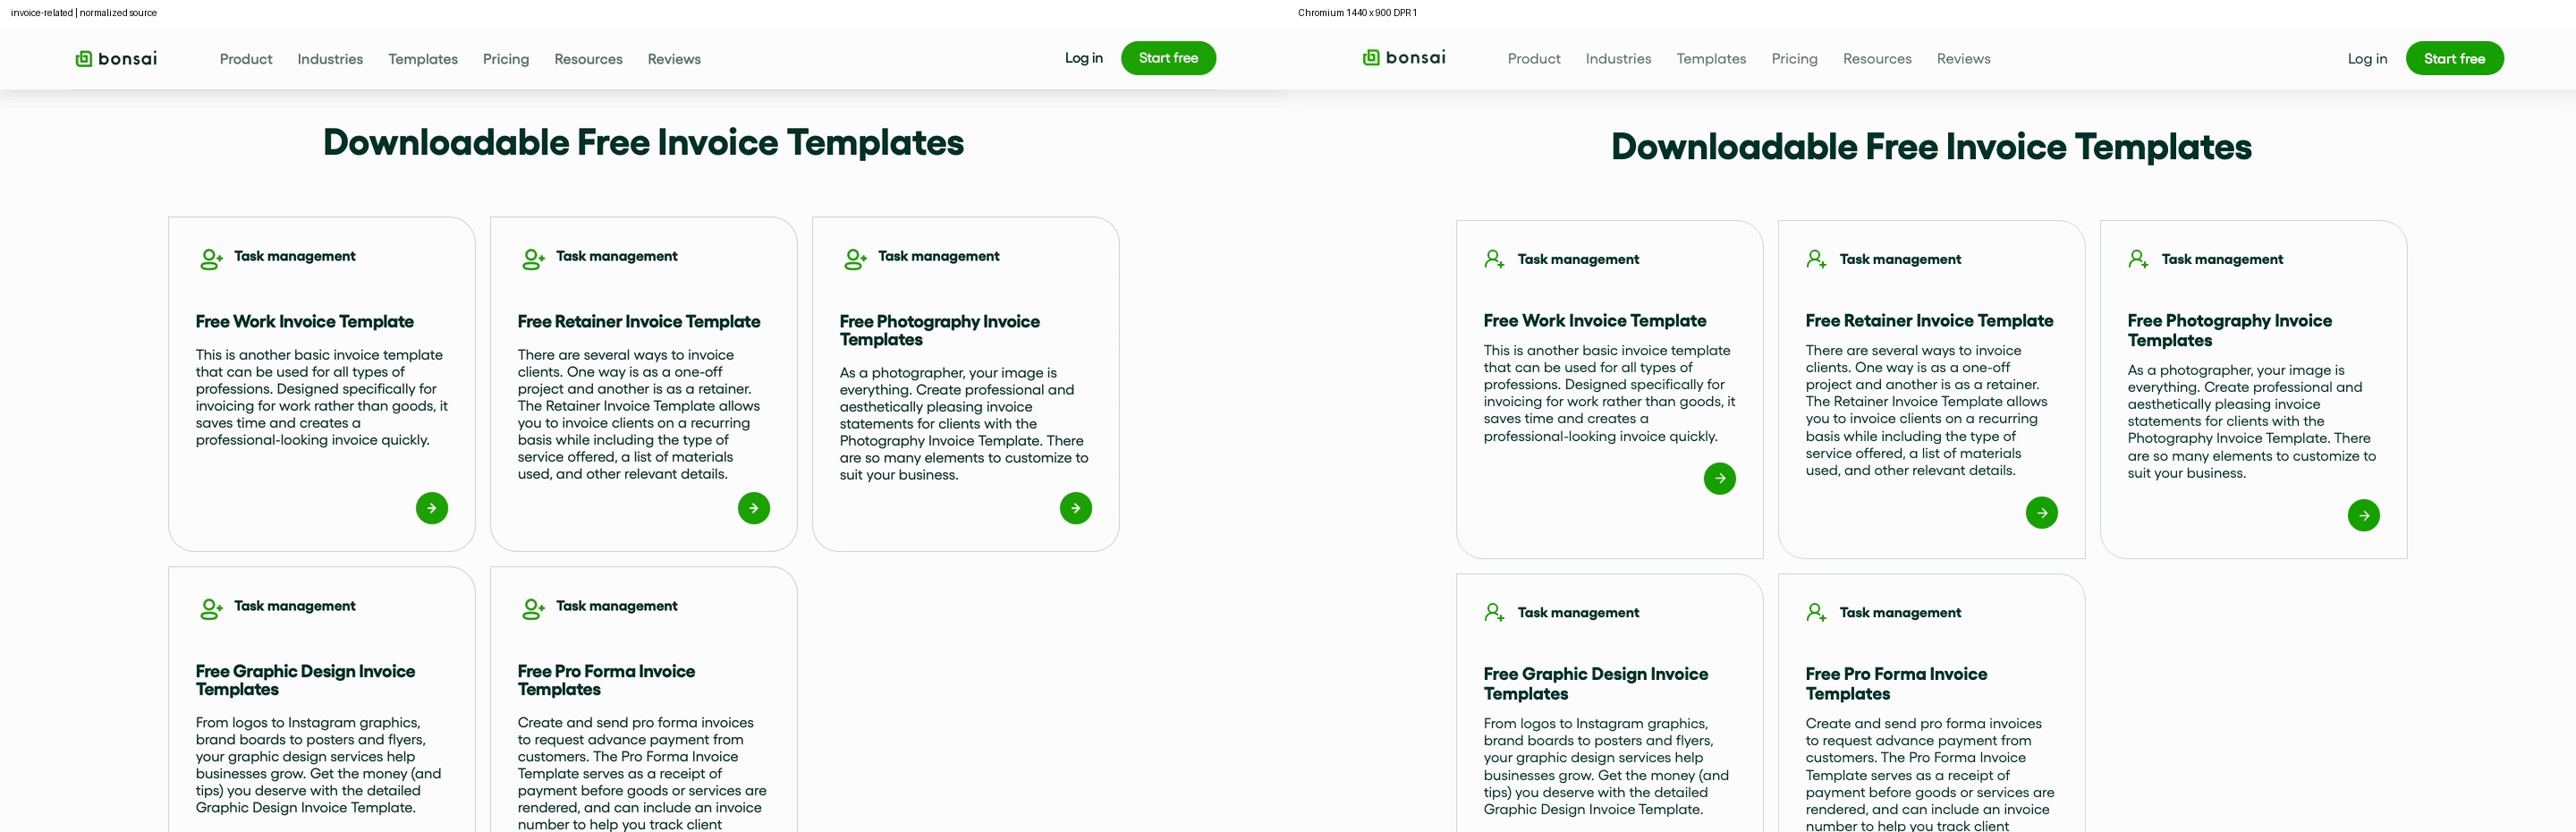 invoice-related | normalized source
bonsai Product Industries Templates Pricing Resources Reviews Log in Start free
Downloadable Free Invoice Templates
Task management
Free Work Invoice Template
This is another basic invoice template
that can be used for all types of
professions. Designed specifically for
invoicing for work rather than goods, it
saves time and creates a
professional-looking invoice quickly.
Task management
Free Retainer Invoice Template
There are several ways to invoice
clients. One way is as a one-off
project and another is as a retainer.
The Retainer Invoice Template allows
you to invoice clients on a recurring
basis while including the type of
service offered, a list of materials
used, and other relevant details.
Task management
Free Photography Invoice
Templates
As a photographer, your image is
everything. Create professional and
aesthetically pleasing invoice
statements for clients with the
Photography Invoice Template. There
are so many elements to customize to
suit your business.
Task management
Free Graphic Design Invoice
Templates
From logos to Instagram graphics,
brand boards to posters and flyers,
your graphic design services help
businesses grow. Get the money (and
tips) you deserve with the detailed
Graphic Design Invoice Template.
Task management
Free Pro Forma Invoice
Templates
Create and send pro forma invoices
to request advance payment from
customers. The Pro Forma Invoice
Template serves as a receipt of
payment before goods or services are
rendered, and can include an invoice
number to help you track client
Chromium 1440 x 900 DPR1
bonsai Product Industries Templates Pricing Resources Reviews Log in Start free
Downloadable Free Invoice Templates
Task management
Free Work Invoice Template
This is another basic invoice template
that can be used for all types of
professions. Designed specifically for
invoicing for work rather than goods, it
saves time and creates a
professional-looking invoice quickly.
Task management
Free Retainer Invoice Template
There are several ways to invoice
clients. One way is as a one-off
project and another is as a retainer.
The Retainer Invoice Template allows
you to invoice clients on a recurring
basis while including the type of
service offered, a list of materials
used, and other relevant details.
Task management
Free Photography Invoice
Templates
As a photographer, your image is
everything. Create professional and
aesthetically pleasing invoice
statements for clients with the
Photography Invoice Template. There
are so many elements to customize to
suit your business.
Task management
Free Graphic Design Invoice
Templates
From logos to Instagram graphics,
brand boards to posters and flyers,
your graphic design services help
businesses grow. Get the money (and
tips) you deserve with the detailed
Graphic Design Invoice Template.
Task management
Free Pro Forma Invoice
Templates
Create and send pro forma invoices
to request advance payment from
customers. The Pro Forma Invoice
Template serves as a receipt of
payment before goods or services are
rendered, and can include an invoice
number to help you track client